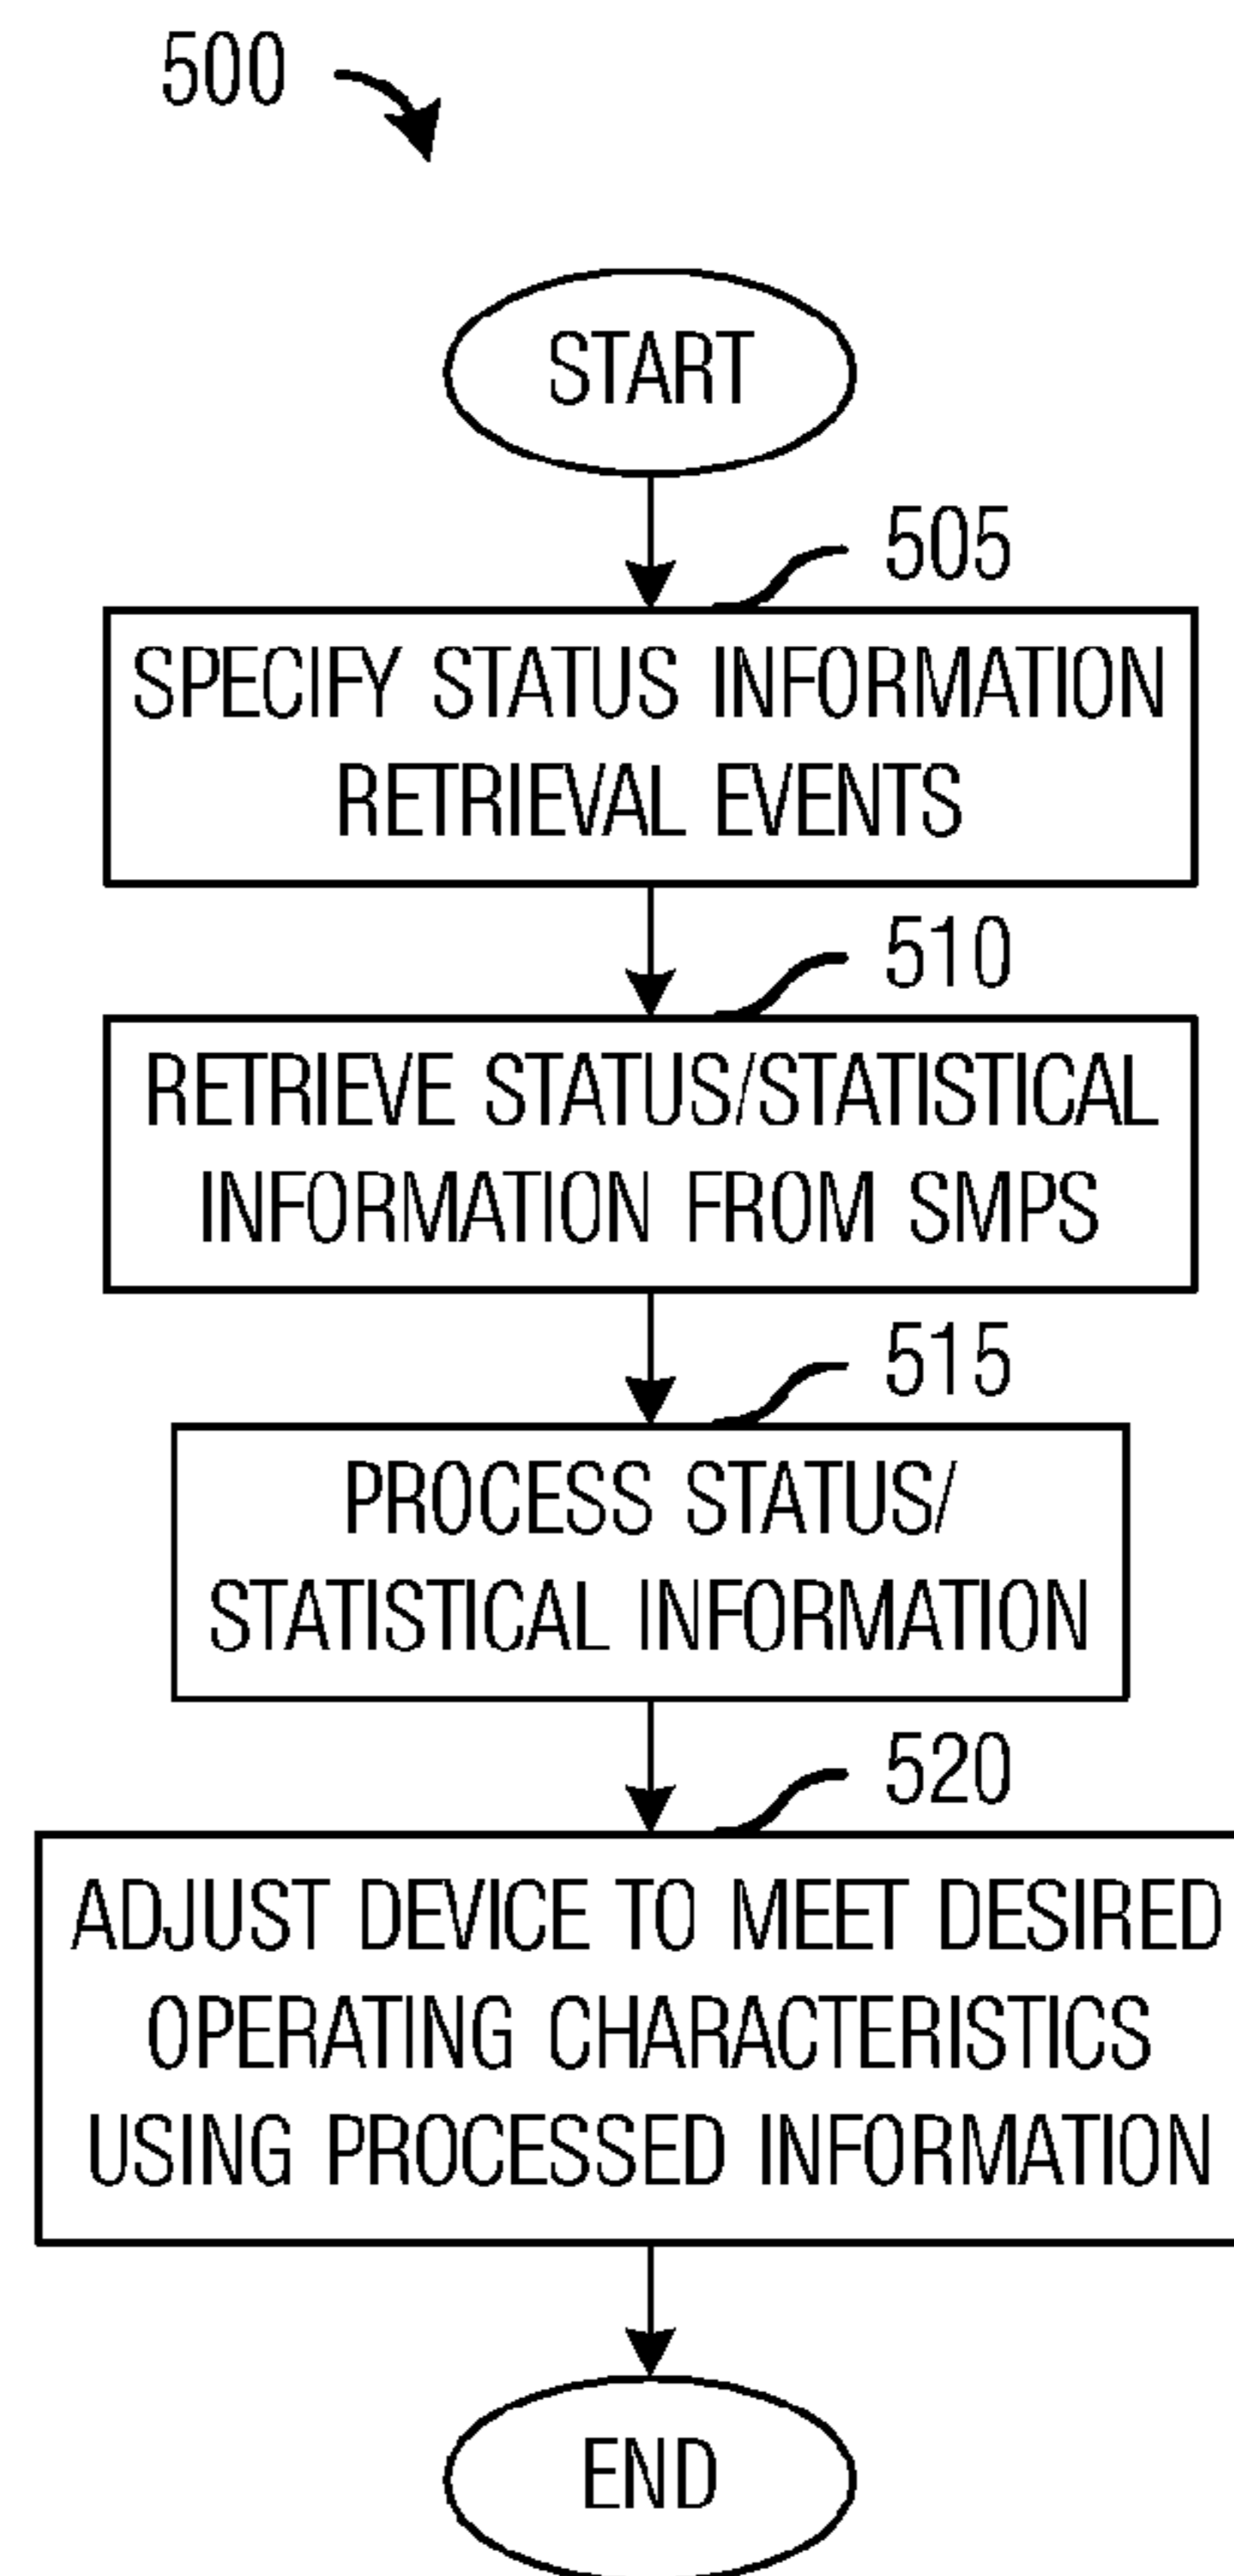 500
START
505
SPECIFY STATUS INFORMATION
RETRIEVAL EVENTS
510
RETRIEVE STATUS/STATISTICAL
INFORMATION FROM SMPS
515
PROCESS STATUS/
STATISTICAL INFORMATION
520
ADJUST DEVICE TO MEET DESIRED
OPERATING CHARACTERISTICS
USING PROCESSED INFORMATION
END